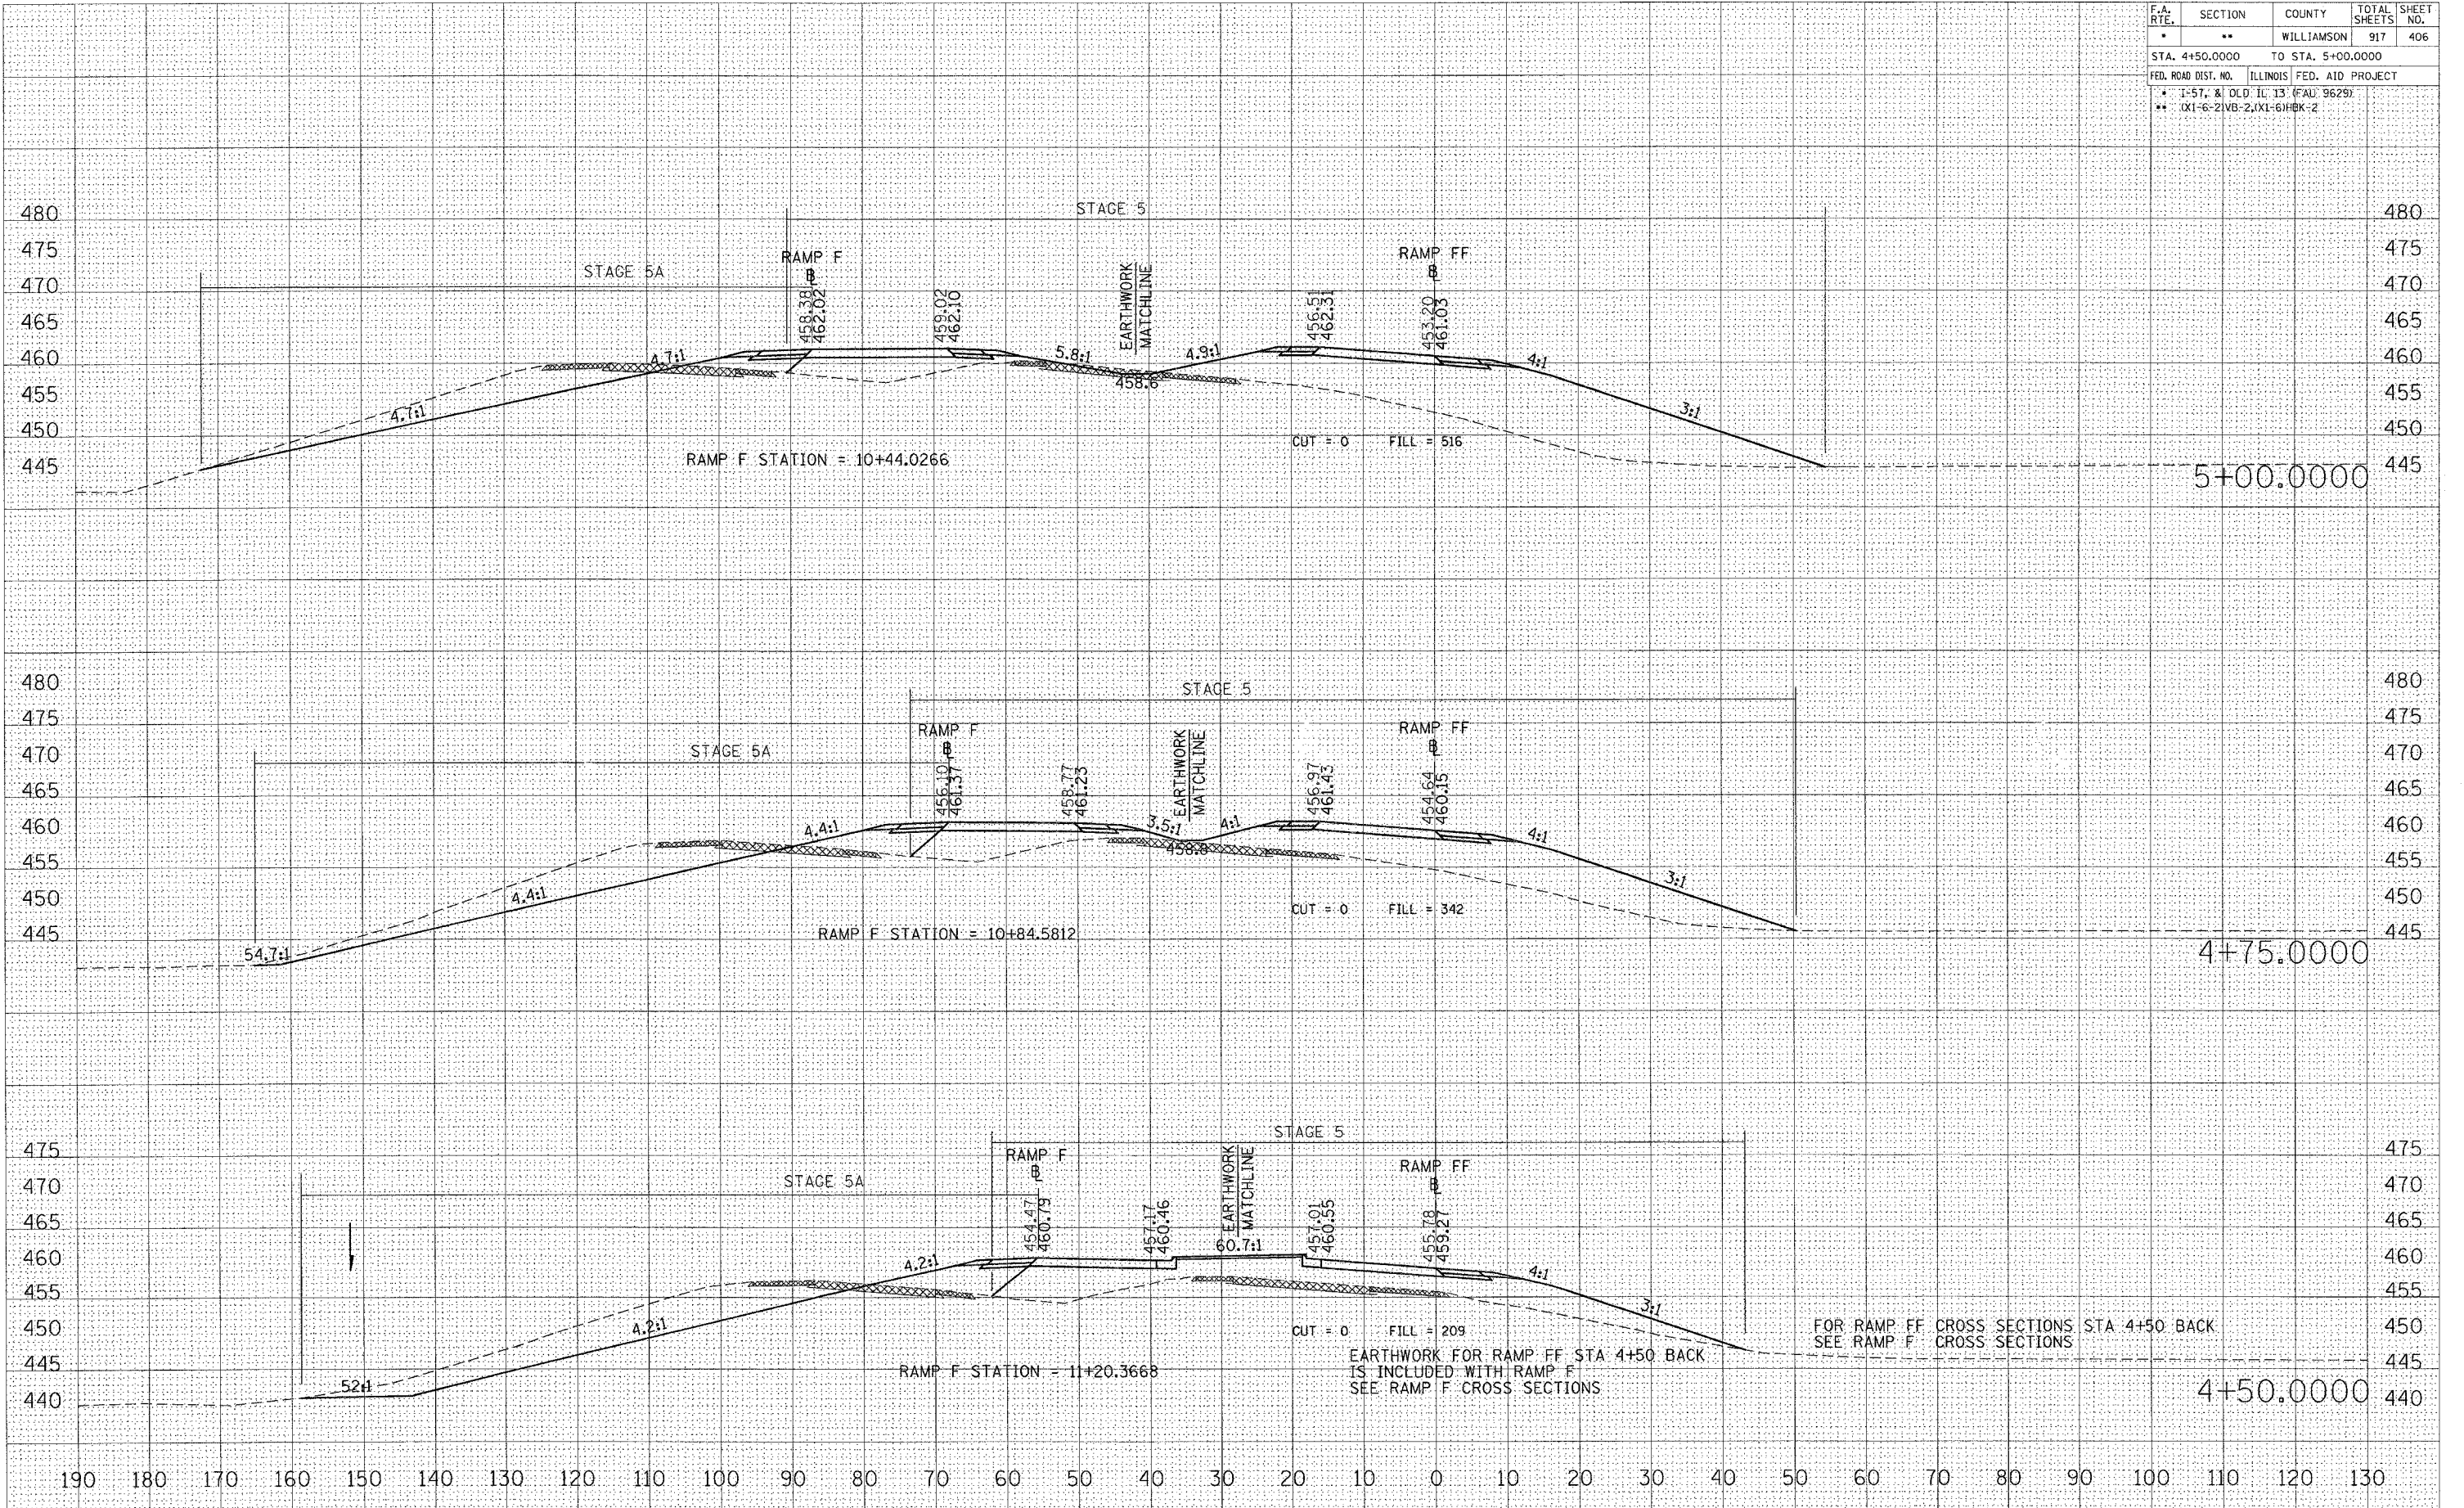 F.A. RTE. SECTION COUNTY TOTAL SHEETS SHEET NO.
* ** WILLIAMSON 917 406
STA. 4+50.0000 TO STA. 5+00.0000
FED. ROAD DIST. NO. ILLINOIS FED. AID PROJECT
* I-57, & OLD IL 13 (FAU 9629)
** (X1-6-2)VB-2,(X1-6)HBK-2
480 STAGE 5 480
475 RAMP F RAMP FF 475
STAGE 5A
470 470
EARTHWORK MATCHLINE
458.38 462.02 459.02 462.10 456.51 462.31 453.20 461.03
465 465
460 4.7:1 5.8:1 4.9:1 4:1 460
458.6
455 4.7:1 3:1 455
450 CUT = 0 FILL = 516 450
445 RAMP F STATION = 10+44.0266 445
5+00.0000
480 STAGE 5 480
475 RAMP F RAMP FF 475
470 STAGE 5A 470
EARTHWORK MATCHLINE
456.10 461.37 458.77 461.23 456.97 461.43 454.64 460.15
465 465
460 4.4:1 3.5:1 4:1 4:1 460
455 455
450 4.4:1 3:1 450
CUT = 0 FILL = 342
445 RAMP F STATION = 10+84.5812 445
54.7:1
4+75.0000
STAGE 5
475 RAMP F RAMP FF 475
470 STAGE 5A 470
EARTHWORK MATCHLINE
454.47 460.79 457.17 460.46 457.01 460.55 455.78 459.27
465 465
460 4.2:1 60.7:1 4:1 460
455 3:1 455
450 4.2:1 CUT = 0 FILL = 209 450
FOR RAMP FF CROSS SECTIONS STA 4+50 BACK
SEE RAMP F CROSS SECTIONS
EARTHWORK FOR RAMP FF STA 4+50 BACK
IS INCLUDED WITH RAMP F
SEE RAMP F CROSS SECTIONS
445 RAMP F STATION = 11+20.3668 445
52:1
440 4+50.0000 440
190 180 170 160 150 140 130 120 110 100 90 80 70 60 50 40 30 20 10 0 10 20 30 40 50 60 70 80 90 100 110 120 130